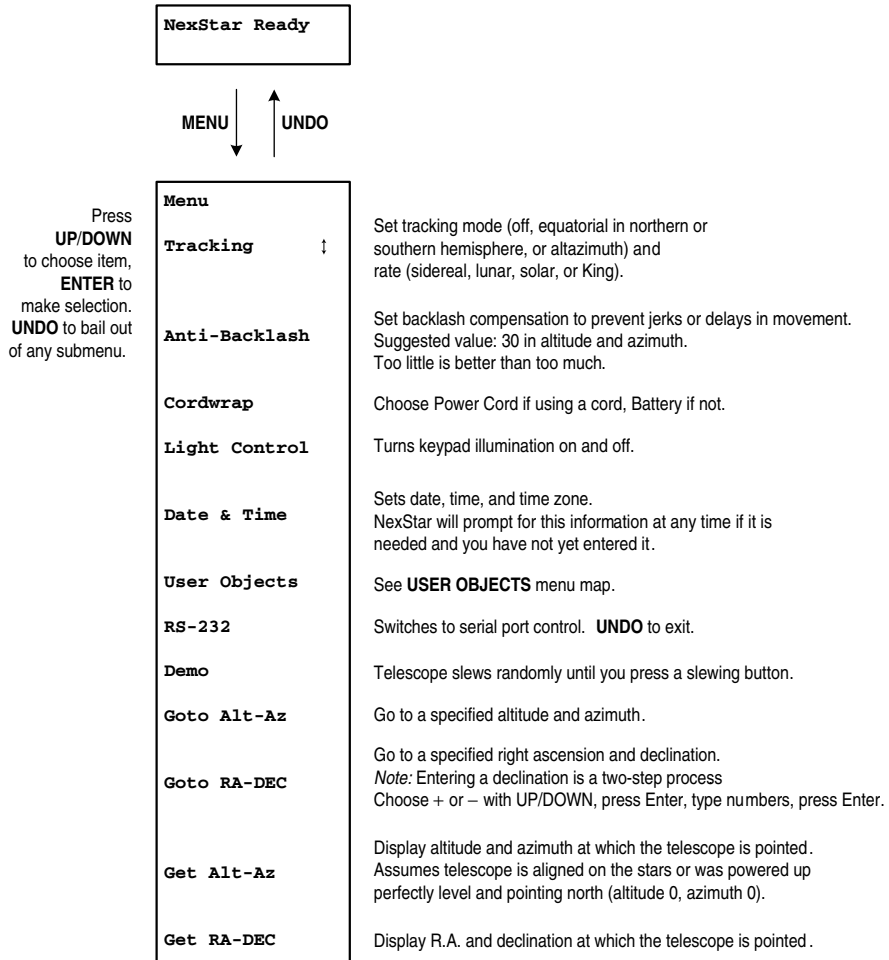 NexStar Ready
MENU
UNDO
Press
UP/DOWN
to choose item,
ENTER to
make selection.
UNDO to bail out
of any submenu.
Menu
Tracking ↕
Set tracking mode (off, equatorial in northern or
southern hemisphere, or altazimuth) and
rate (sidereal, lunar, solar, or King).
Anti-Backlash
Set backlash compensation to prevent jerks or delays in movement.
Suggested value: 30 in altitude and azimuth.
Too little is better than too much.
Cordwrap
Choose Power Cord if using a cord, Battery if not.
Light Control
Turns keypad illumination on and off.
Date & Time
Sets date, time, and time zone.
NexStar will prompt for this information at any time if it is
needed and you have not yet entered it.
User Objects
See USER OBJECTS menu map.
RS-232
Switches to serial port control. UNDO to exit.
Demo
Telescope slews randomly until you press a slewing button.
Goto Alt-Az
Go to a specified altitude and azimuth.
Goto RA-DEC
Go to a specified right ascension and declination.
Note: Entering a declination is a two-step process
Choose + or – with UP/DOWN, press Enter, type numbers, press Enter.
Get Alt-Az
Display altitude and azimuth at which the telescope is pointed.
Assumes telescope is aligned on the stars or was powered up
perfectly level and pointing north (altitude 0, azimuth 0).
Get RA-DEC
Display R.A. and declination at which the telescope is pointed.